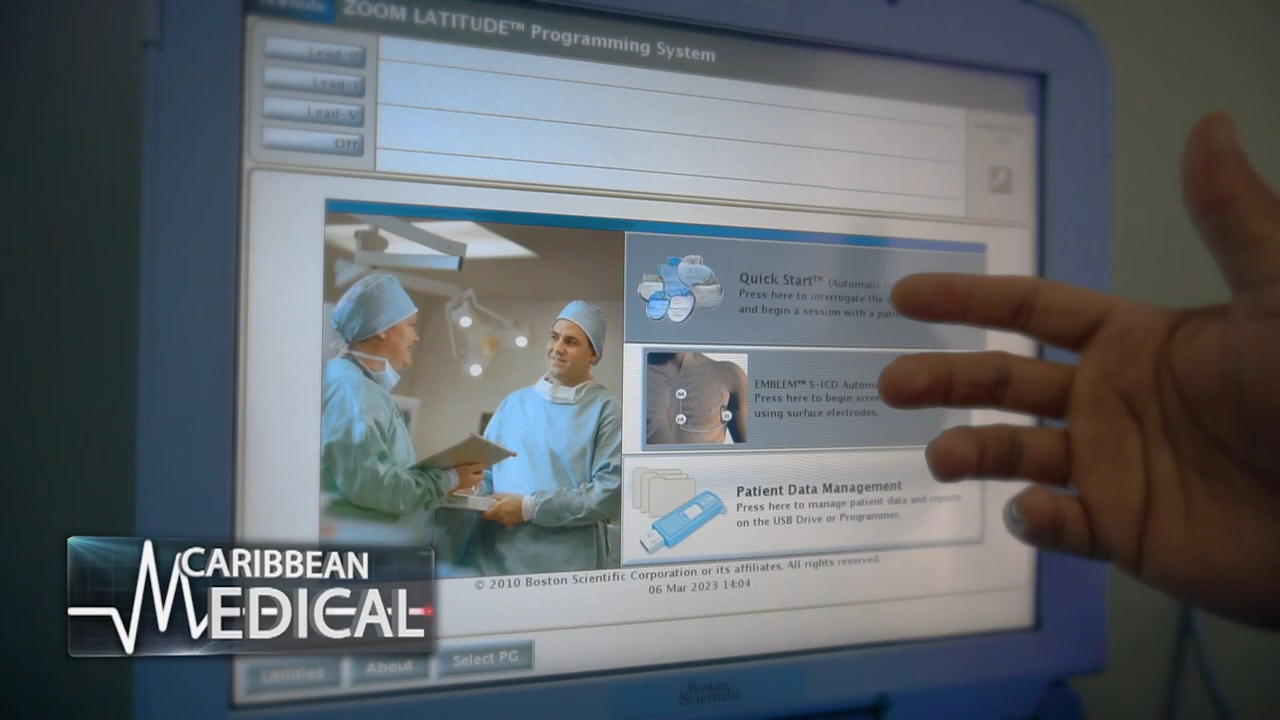 ZOOM LATITUDE™ Programming System
Lead-II
Lead-I
Lead-V
Off
Quick Start™ (Automatic
Press here to interrogate the
and begin a session with a
EMBLEM™ S-ICD
Press here to begin
using surface electrodes.
Patient Data Management
Press here to manage patient data and reports
on the USB Drive or Programmer.
© 2010 Boston Scientific Corporation or its affiliates. All rights reserved.
06 Mar 2023 14:04
CARIBBEAN
MEDICAL
Utilities
About
Select PG
Boston
Scientific